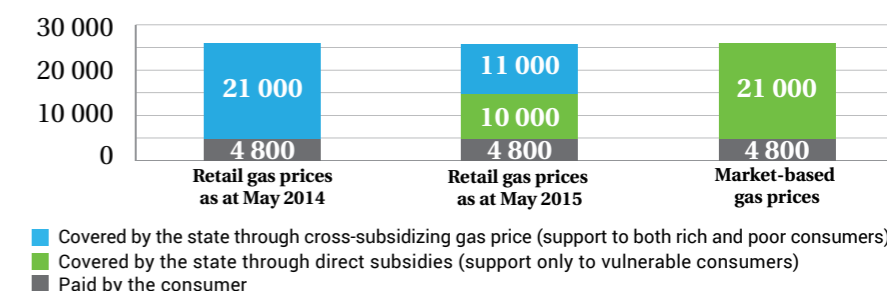 30 000
20 000
10 000
0
21 000
4 800
11 000
10 000
4 800
21 000
4 800
Retail gas prices
as at May 2014
Retail gas prices
as at May 2015
Market-based
gas prices
Covered by the state through cross-subsidizing gas price (support to both rich and poor consumers)
Covered by the state through direct subsidies (support only to vulnerable consumers)
Paid by the consumer